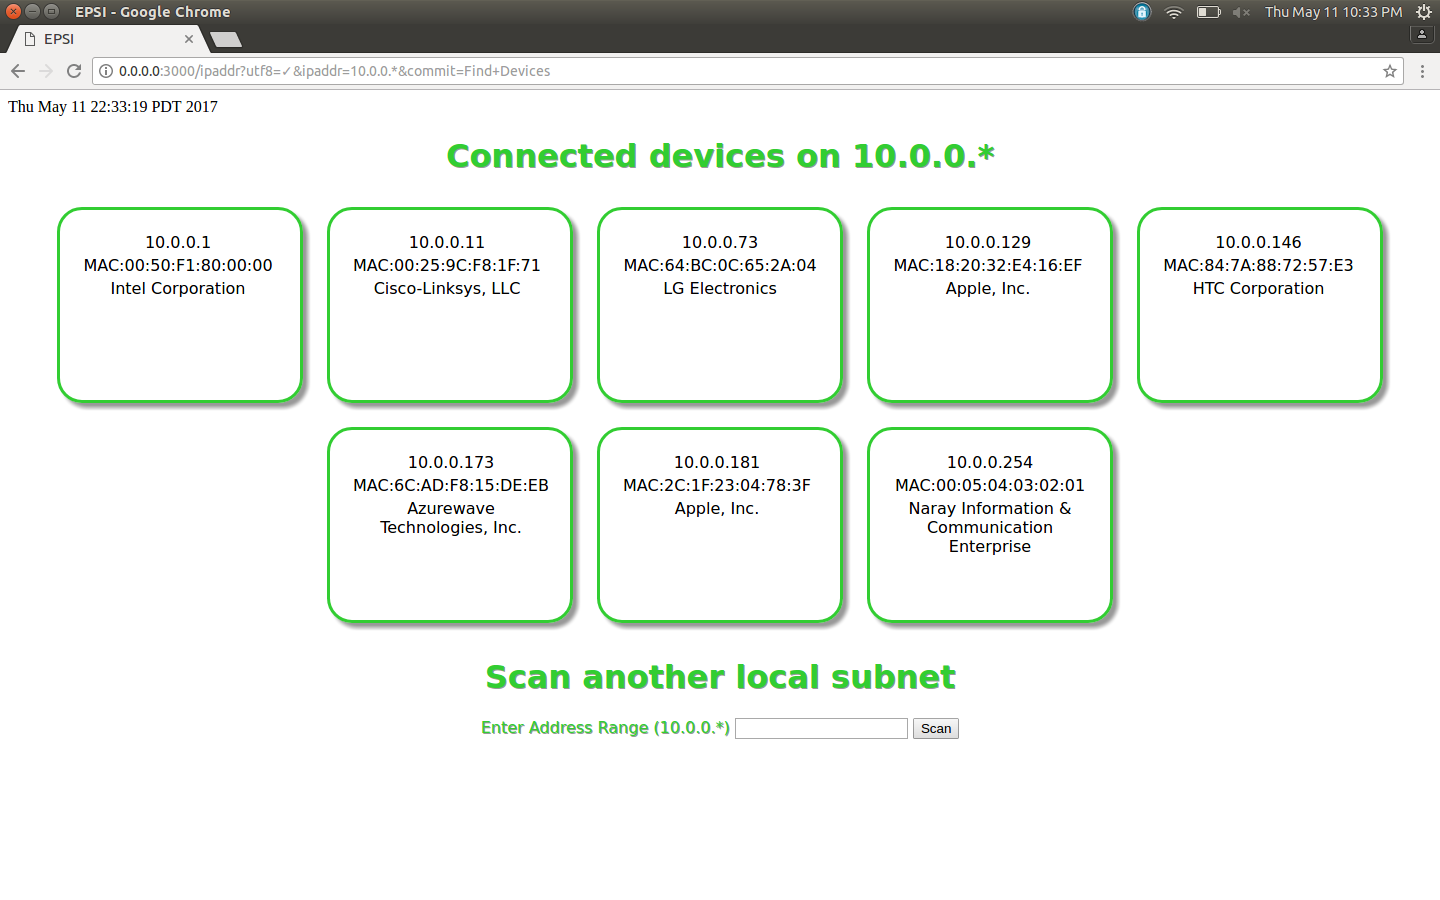 EPSI - Google Chrome
Thu May 11 10:33 PM
EPSI
0.0.0.0:3000/ipaddr?utf8=✓&ipaddr=10.0.0.*&commit=Find+Devices
Thu May 11 22:33:19 PDT 2017
Connected devices on 10.0.0.*
10.0.0.1
MAC:00:50:F1:80:00:00
Intel Corporation
10.0.0.11
MAC:00:25:9C:F8:1F:71
Cisco-Linksys, LLC
10.0.0.73
MAC:64:BC:0C:65:2A:04
LG Electronics
10.0.0.129
MAC:18:20:32:E4:16:EF
Apple, Inc.
10.0.0.146
MAC:84:7A:88:72:57:E3
HTC Corporation
10.0.0.173
MAC:6C:AD:F8:15:DE:EB
Azurewave
Technologies, Inc.
10.0.0.181
MAC:2C:1F:23:04:78:3F
Apple, Inc.
10.0.0.254
MAC:00:05:04:03:02:01
Naray Information &
Communication
Enterprise
Scan another local subnet
Enter Address Range (10.0.0.*) Scan